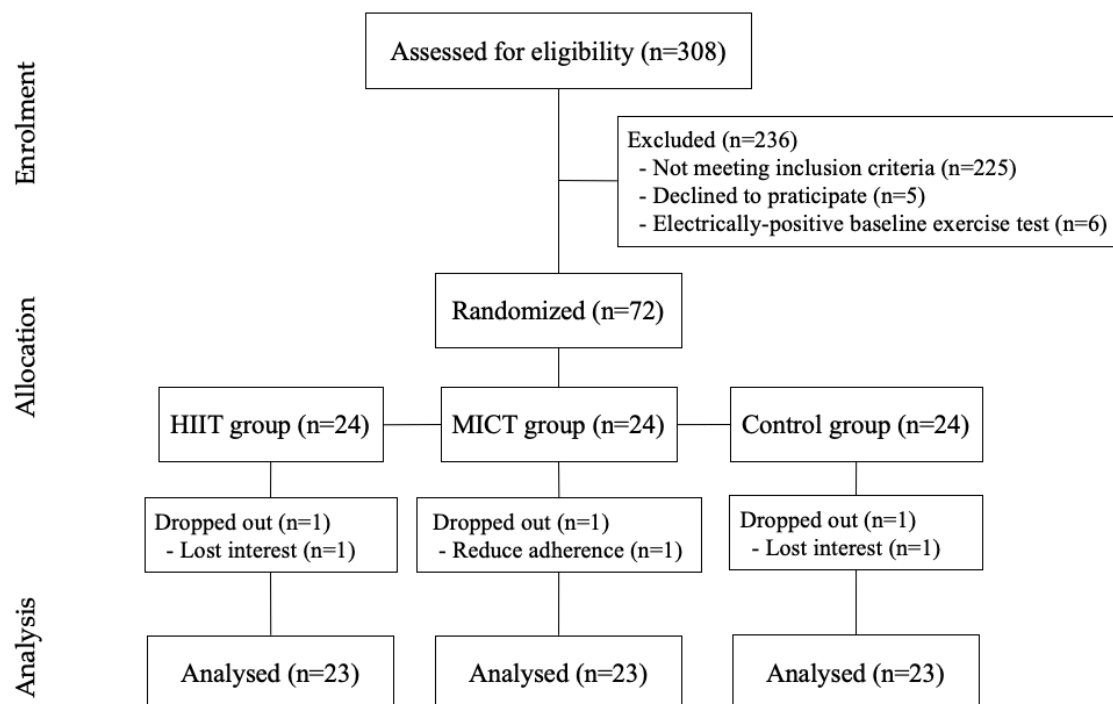 Enrolment
Assessed for eligibility (n=308)
Excluded (n=236)
- Not meeting inclusion criteria (n=225)
- Declined to praticipate (n=5)
- Electrically-positive baseline exercise test (n=6)
Allocation
Randomized (n=72)
HIIT group (n=24)
MICT group (n=24)
Control group (n=24)
Dropped out (n=1)
- Lost interest (n=1)
Dropped out (n=1)
- Reduce adherence (n=1)
Dropped out (n=1)
- Lost interest (n=1)
Analysis
Analysed (n=23)
Analysed (n=23)
Analysed (n=23)